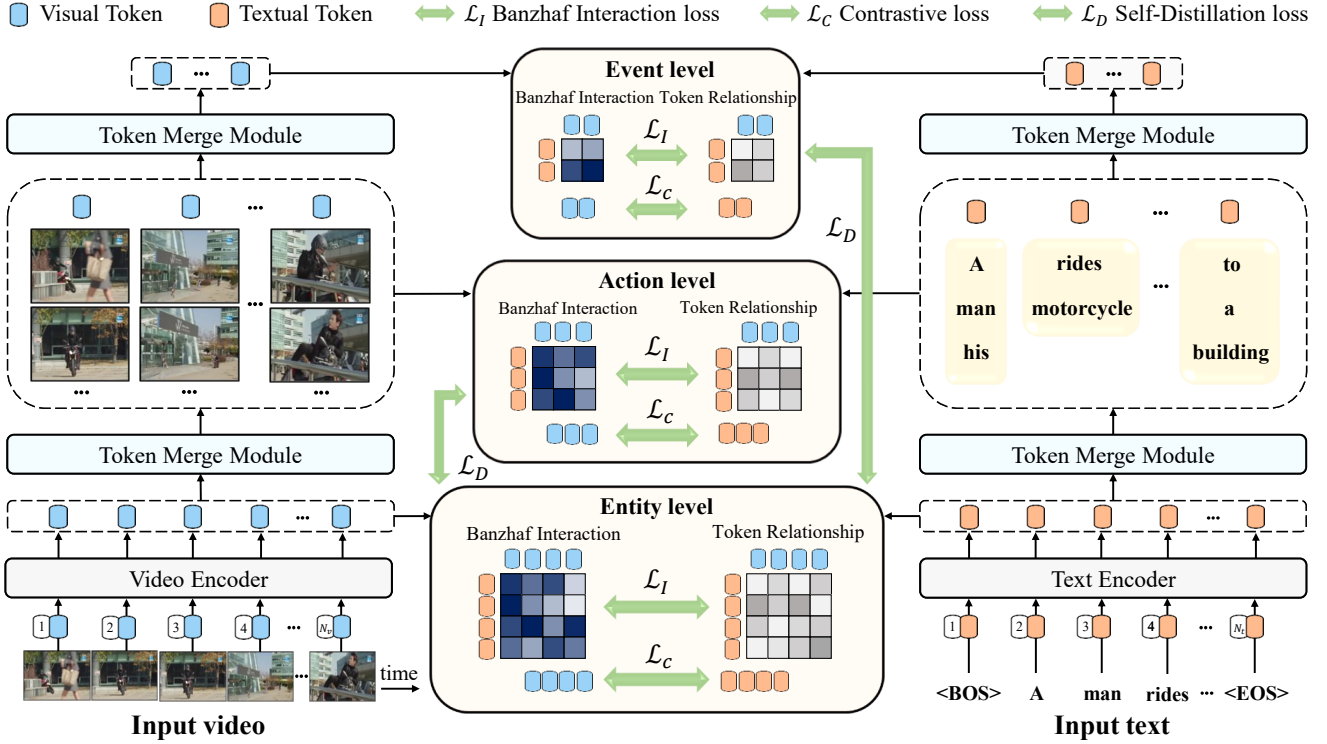 Visual Token
Textual Token
ℒ_I Banzhaf Interaction loss
ℒ_C Contrastive loss
ℒ_D Self-Distillation loss
...
Token Merge Module
...
...
...
...
...
Token Merge Module
...
Video Encoder
1 2 3 4 ... N_v
...
time
Input video
Event level
Banzhaf Interaction Token Relationship
ℒ_I
ℒ_C
ℒ_D
Action level
Banzhaf Interaction Token Relationship
ℒ_I
ℒ_C
ℒ_D
Entity level
Banzhaf Interaction Token Relationship
ℒ_I
ℒ_C
...
Token Merge Module
...
A rides to
man motorcycle ... a
his building
Token Merge Module
...
Text Encoder
1 2 3 4 ... N_t
<BOS> A man rides ... <EOS>
Input text